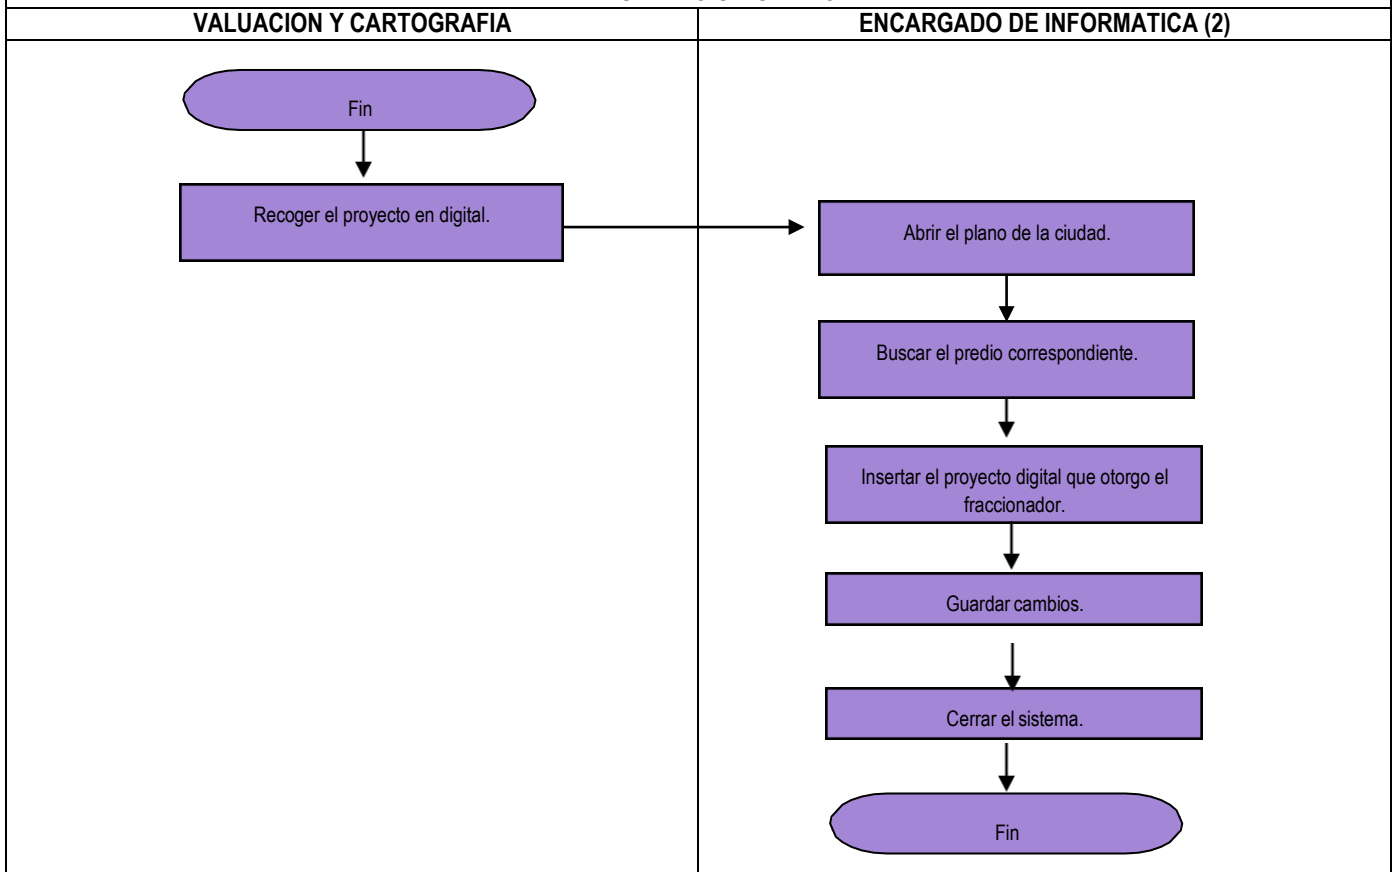 VALUACION Y CARTOGRAFIA
ENCARGADO DE INFORMATICA (2)
Fin
Recoger el proyecto en digital.
Abrir el plano de la ciudad.
Buscar el predio correspondiente.
Insertar el proyecto digital que otorgo el
fraccionador.
Guardar cambios.
Cerrar el sistema.
Fin